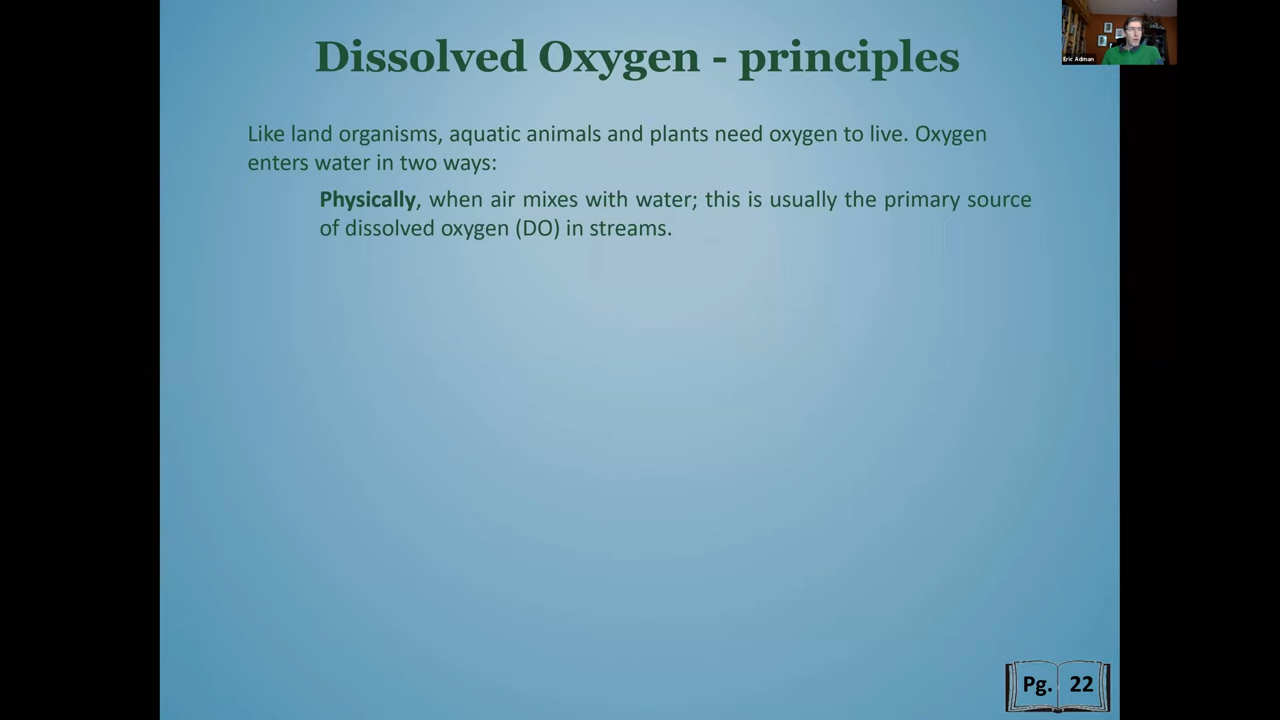 Dissolved Oxygen - principles
Eric Adman
Like land organisms, aquatic animals and plants need oxygen to live. Oxygen
enters water in two ways:
Physically, when air mixes with water; this is usually the primary source
of dissolved oxygen (DO) in streams.
Pg. 22